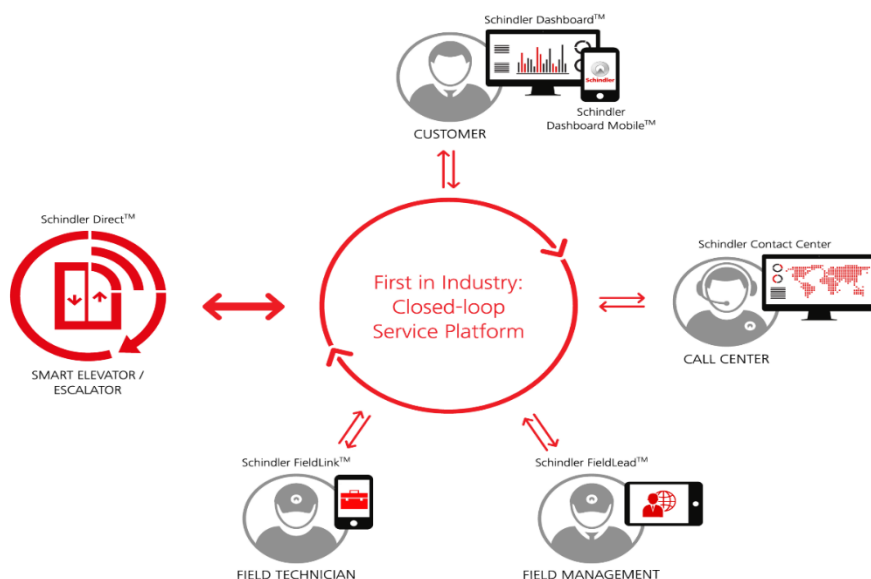 Schindler Dashboard™
Schindler
Schindler
Dashboard Mobile™
CUSTOMER
Schindler Direct™
SMART ELEVATOR /
ESCALATOR
First in Industry:
Closed-loop
Service Platform
Schindler Contact Center
CALL CENTER
Schindler FieldLink™
FIELD TECHNICIAN
Schindler FieldLead™
FIELD MANAGEMENT